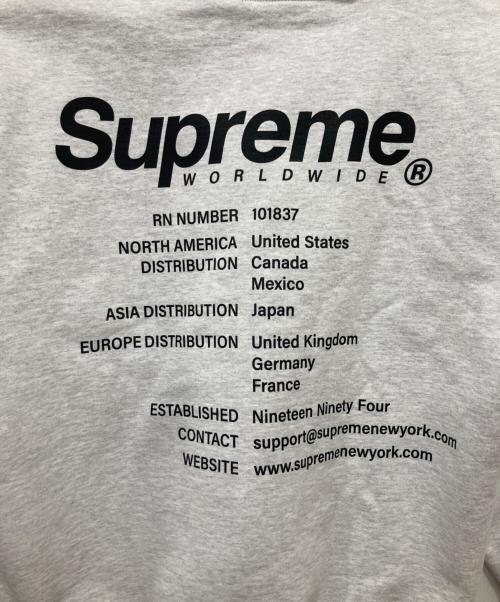 Supreme
WORLDWIDE ®
RN NUMBER 101837
NORTH AMERICA United States
DISTRIBUTION Canada
Mexico
ASIA DISTRIBUTION Japan
EUROPE DISTRIBUTION United Kingdom
Germany
France
ESTABLISHED Nineteen Ninety Four
CONTACT support@supremenewyork.com
WEBSITE www.supremenewyork.com